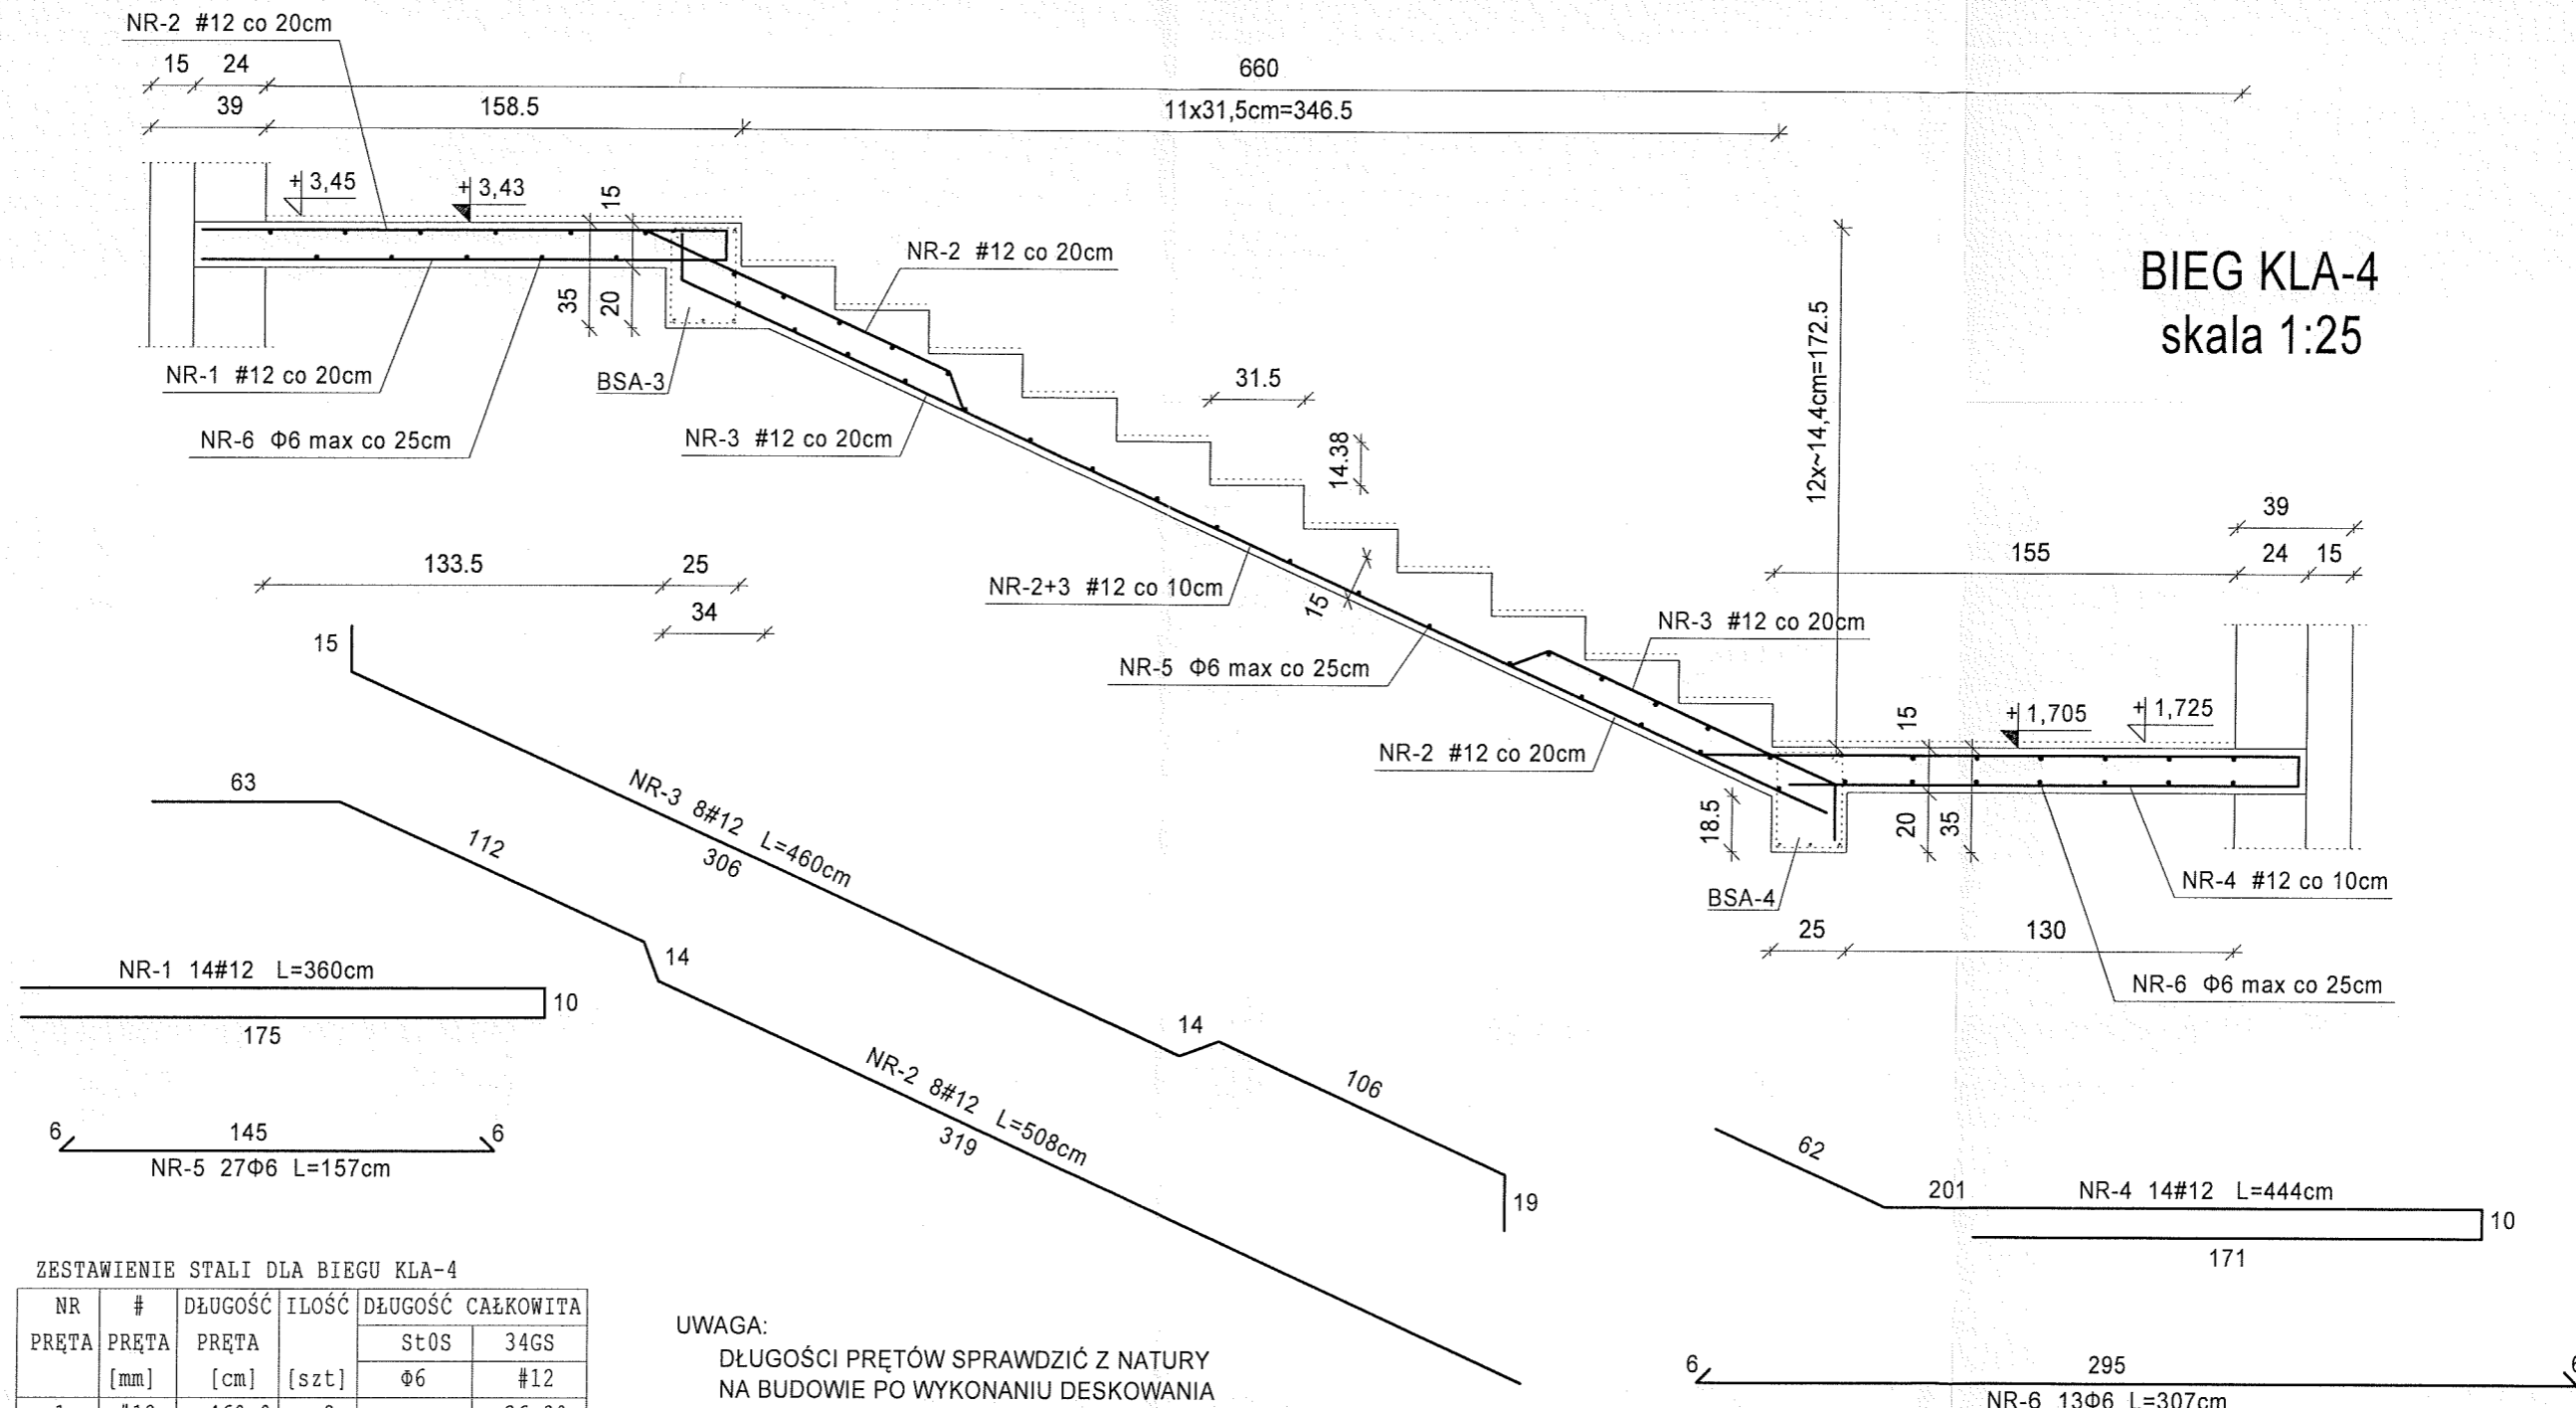 NR-2 #12 co 20cm
15 24 660
39 158.5 11x31,5cm=346.5
+ 3,45
+ 3,43
15
35
20
NR-2 #12 co 20cm
BIEG KLA-4
skala 1:25
12x~14,4cm=172.5
NR-1 #12 co 20cm
BSA-3
NR-6 Φ6 max co 25cm
NR-3 #12 co 20cm
31.5
14.38
39
133.5 25
34
155 24 15
NR-2+3 #12 co 10cm
15
NR-5 Φ6 max co 25cm
NR-3 #12 co 20cm
NR-2 #12 co 20cm
15
+ 1,705
+ 1,725
18.5
20
35
BSA-4
NR-4 #12 co 10cm
25 130
NR-6 Φ6 max co 25cm
15
NR-3 8#12 L=460cm
306
14
106
19
63
112
14
NR-2 8#12 L=508cm
319
NR-1 14#12 L=360cm
10
175
6 145 6
NR-5 27Φ6 L=157cm
62
201 NR-4 14#12 L=444cm
10
171
6 295
NR-6 13Φ6 L=307cm
ZESTAWIENIE STALI DLA BIEGU KLA-4
NR # DŁUGOŚĆ ILOŚĆ DŁUGOŚĆ CAŁKOWITA
PRĘTA PRĘTA PRĘTA St0S 34GS
[mm] [cm] [szt] Φ6 #12
UWAGA:
DŁUGOŚCI PRĘTÓW SPRAWDZIĆ Z NATURY
NA BUDOWIE PO WYKONANIU DESKOWANIA